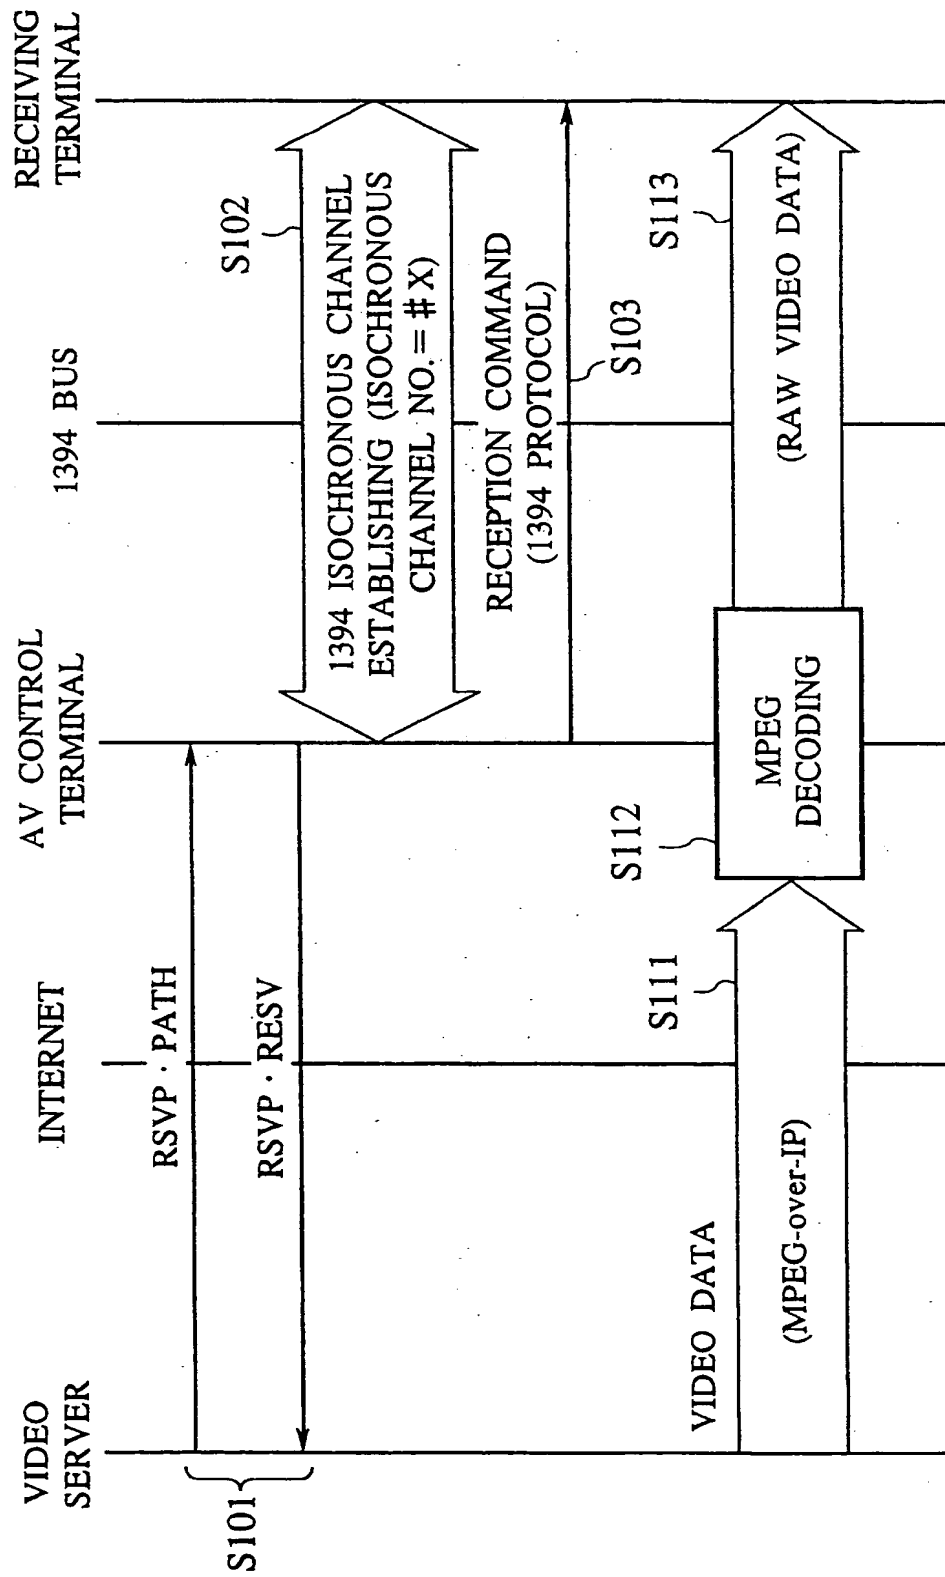 VIDEO
SERVER
INTERNET
AV CONTROL
TERMINAL
1394 BUS
RECEIVING
TERMINAL
S101
RSVP · PATH
RSVP · RESV
S102
1394 ISOCHRONOUS CHANNEL
ESTABLISHING (ISOCHRONOUS
CHANNEL NO. = #X)
RECEPTION COMMAND
(1394 PROTOCOL)
S103
VIDEO DATA
S111
(MPEG-over-IP)
S112
MPEG
DECODING
S113
(RAW VIDEO DATA)